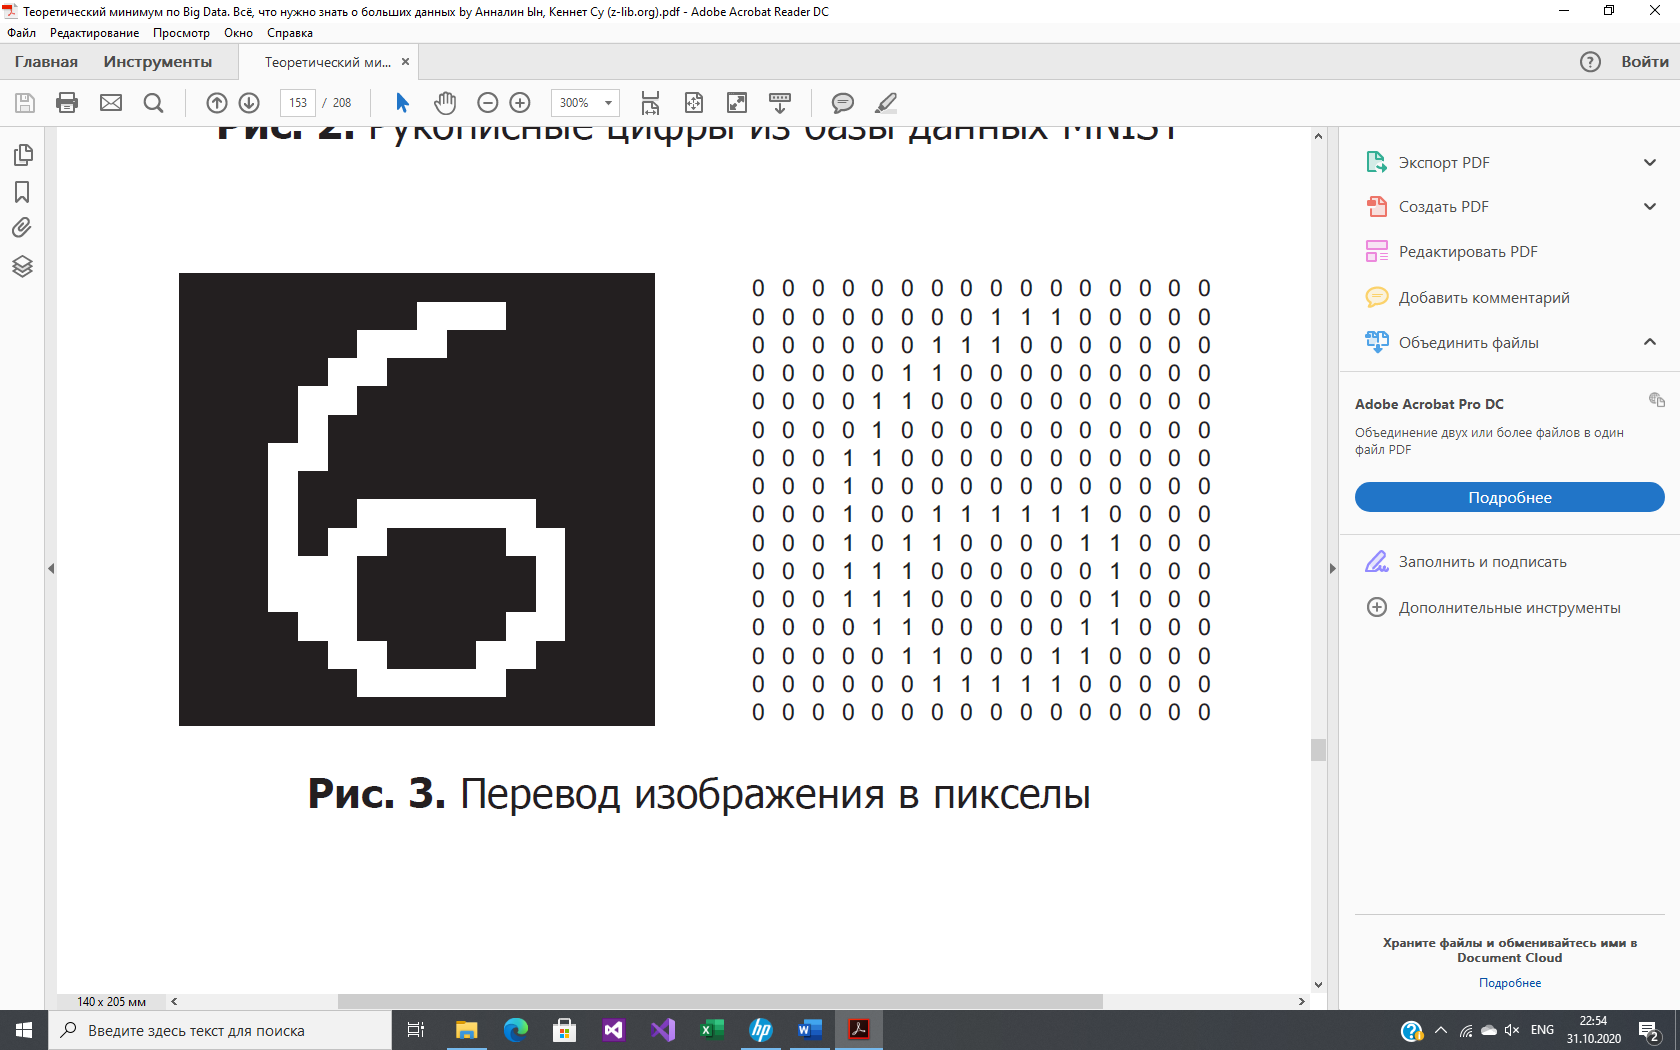 Теоретический минимум по Big Data. Всё, что нужно знать о больших данных by Анналин Ын, Кеннет Су (z-lib.org).pdf - Adobe Acrobat Reader DC
Файл Редактирование Просмотр Окно Справка
Главная Инструменты Теоретический ми... Войти
153 / 208 300%
Рис. 2. Рукописные цифры из базы данных MNIST
0 0 0 0 0 0 0 0 0 0 0 0 0 0 0 0
0 0 0 0 0 0 0 0 1 1 1 0 0 0 0 0
0 0 0 0 0 0 1 1 1 0 0 0 0 0 0 0
0 0 0 0 0 1 1 0 0 0 0 0 0 0 0 0
0 0 0 0 1 1 0 0 0 0 0 0 0 0 0 0
0 0 0 0 1 0 0 0 0 0 0 0 0 0 0 0
0 0 0 1 1 0 0 0 0 0 0 0 0 0 0 0
0 0 0 1 0 0 0 0 0 0 0 0 0 0 0 0
0 0 0 1 0 0 1 1 1 1 1 1 0 0 0 0
0 0 0 1 0 1 1 0 0 0 0 1 1 0 0 0
0 0 0 1 1 1 0 0 0 0 0 0 1 0 0 0
0 0 0 1 1 1 0 0 0 0 0 0 1 0 0 0
0 0 0 0 1 1 0 0 0 0 0 1 1 0 0 0
0 0 0 0 0 1 1 0 0 0 1 1 0 0 0 0
0 0 0 0 0 0 1 1 1 1 1 0 0 0 0 0
0 0 0 0 0 0 0 0 0 0 0 0 0 0 0 0
Рис. 3. Перевод изображения в пикселы
140 x 205 мм
Экспорт PDF
Создать PDF
Редактировать PDF
Добавить комментарий
Объединить файлы
Adobe Acrobat Pro DC
Объединение двух или более файлов в один
файл PDF
Подробнее
Заполнить и подписать
Дополнительные инструменты
Храните файлы и обменивайтесь ими в
Document Cloud
Подробнее
Введите здесь текст для поиска
ENG
22:54
31.10.2020
2